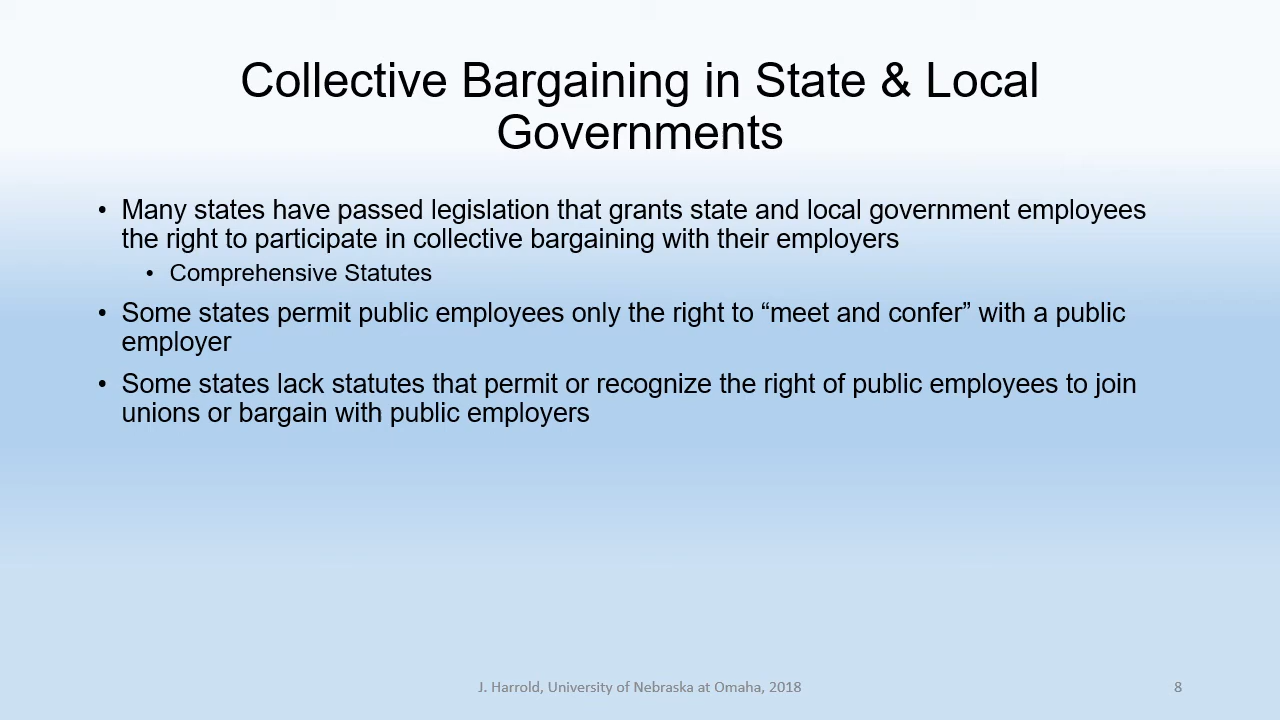 Collective Bargaining in State & Local
Governments
• Many states have passed legislation that grants state and local government employees
the right to participate in collective bargaining with their employers
• Comprehensive Statutes
• Some states permit public employees only the right to “meet and confer” with a public
employer
• Some states lack statutes that permit or recognize the right of public employees to join
unions or bargain with public employers
J. Harrold, University of Nebraska at Omaha, 2018
8